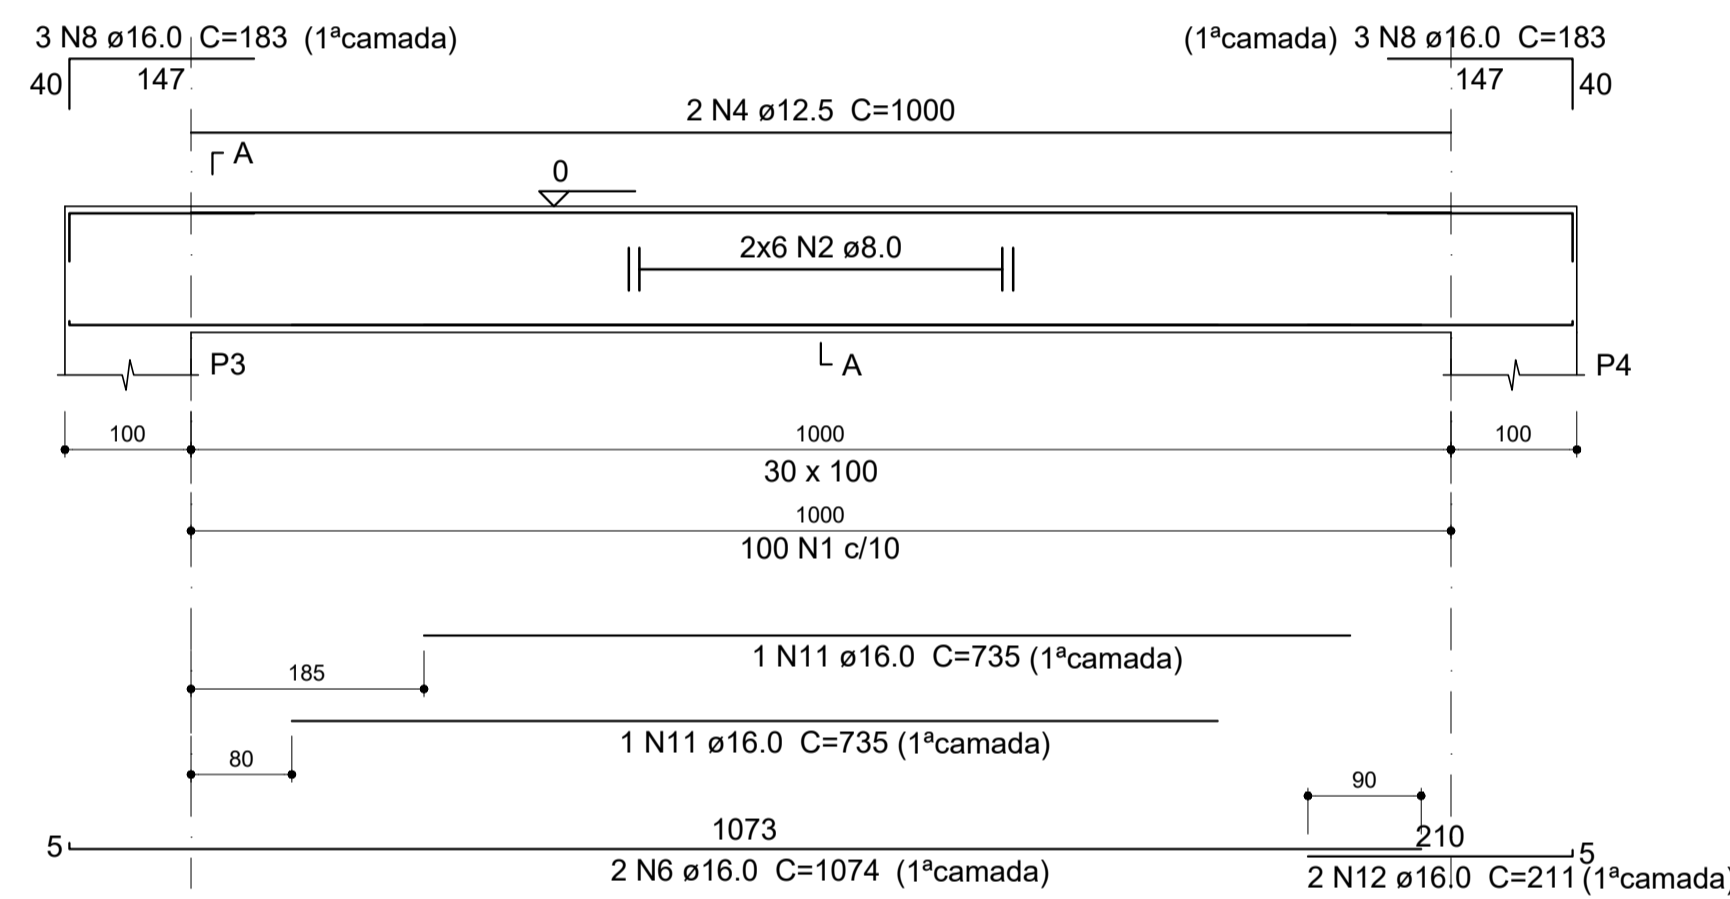 3 N8 ø16.0 C=183 (1ªcamada)
(1ªcamada) 3 N8 ø16.0 C=183
40
147
147
40
2 N4 ø12.5 C=1000
A
0
2x6 N2 ø8.0
P3
A
P4
100
1000
100
30 x 100
1000
100 N1 c/10
1 N11 ø16.0 C=735 (1ªcamada)
185
1 N11 ø16.0 C=735 (1ªcamada)
80
90
1073
210
5
5
2 N6 ø16.0 C=1074 (1ªcamada)
2 N12 ø16.0 C=211 (1ªcamada)